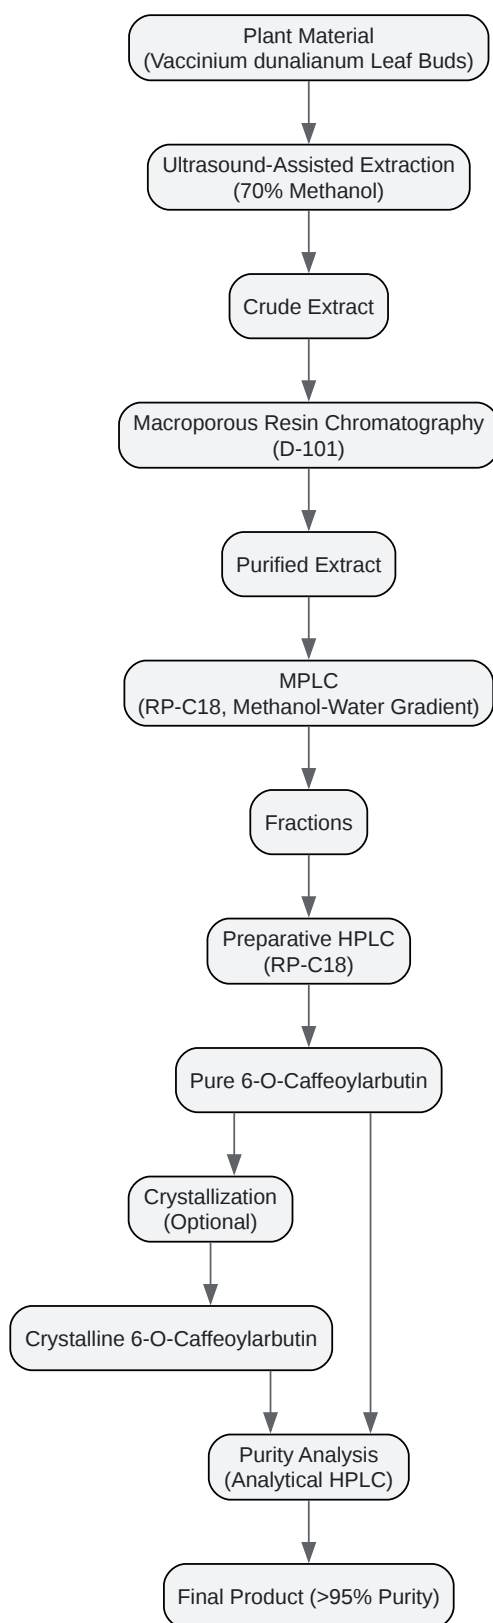 Plant Material
(Vaccinium dunalianum Leaf Buds)
Ultrasound-Assisted Extraction
(70% Methanol)
Crude Extract
Macroporous Resin Chromatography
(D-101)
Purified Extract
MPLC
(RP-C18, Methanol-Water Gradient)
Fractions
Preparative HPLC
(RP-C18)
Pure 6-O-Caffeoylarbutin
Crystallization
(Optional)
Crystalline 6-O-Caffeoylarbutin
Purity Analysis
(Analytical HPLC)
Final Product (>95% Purity)